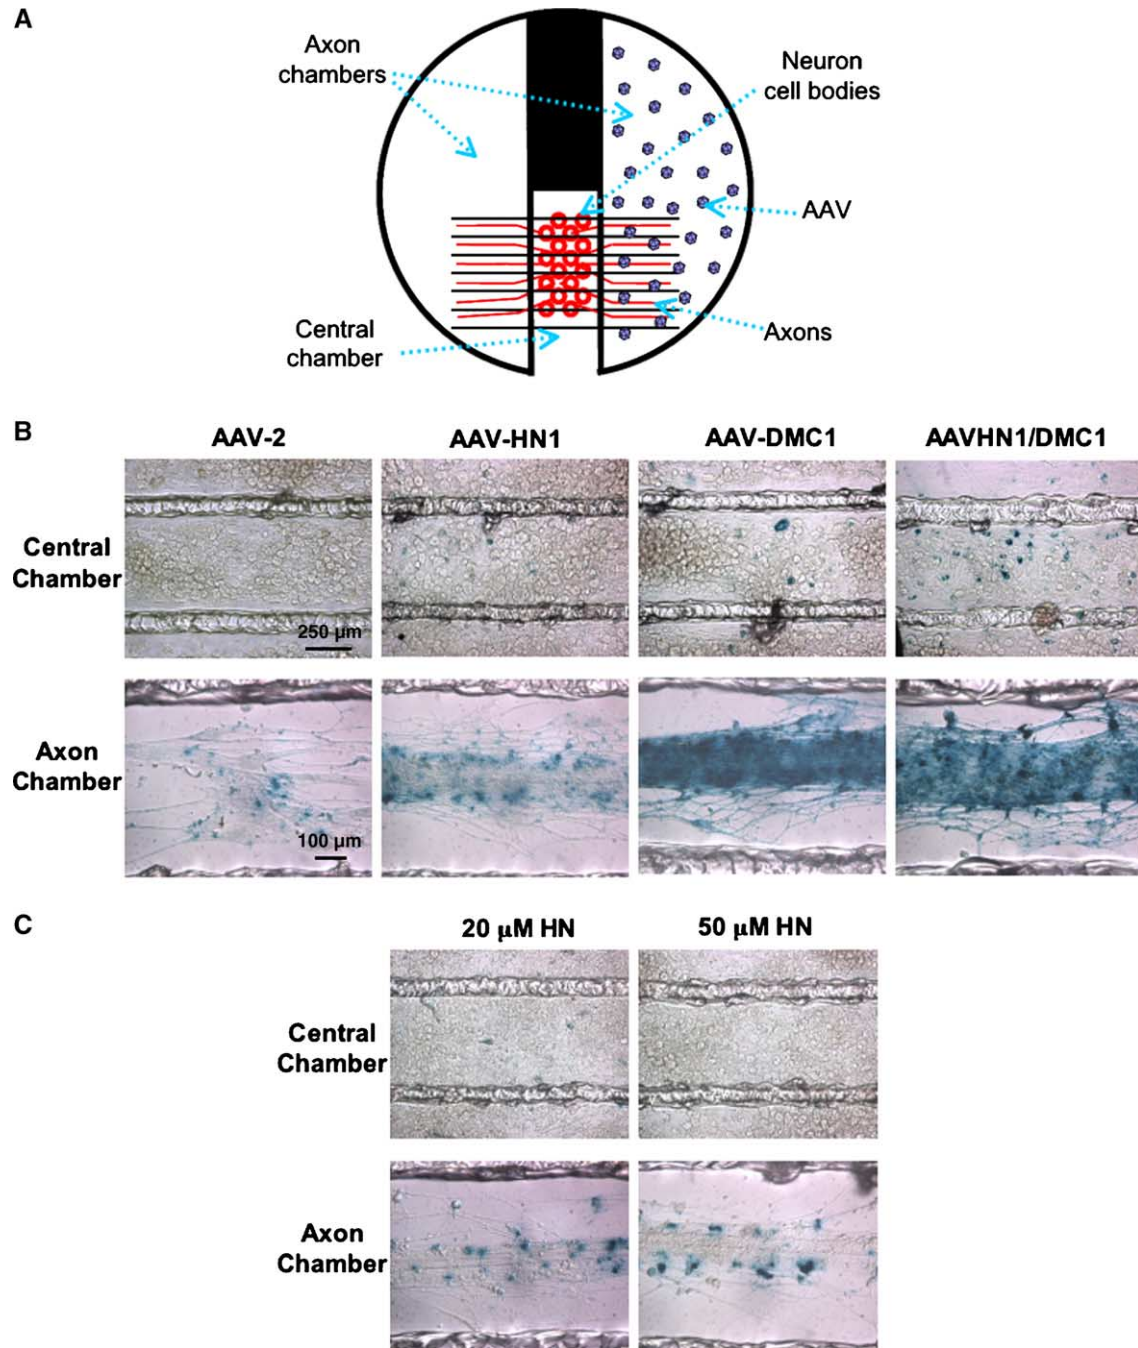 A
Axon
chambers
Neuron
cell bodies
AAV
Axons
Central
chamber
B
AAV-2
AAV-HN1
AAV-DMC1
AAVHN1/DMC1
Central
Chamber
250 µm
Axon
Chamber
100 µm
C
20 µM HN
50 µM HN
Central
Chamber
Axon
Chamber